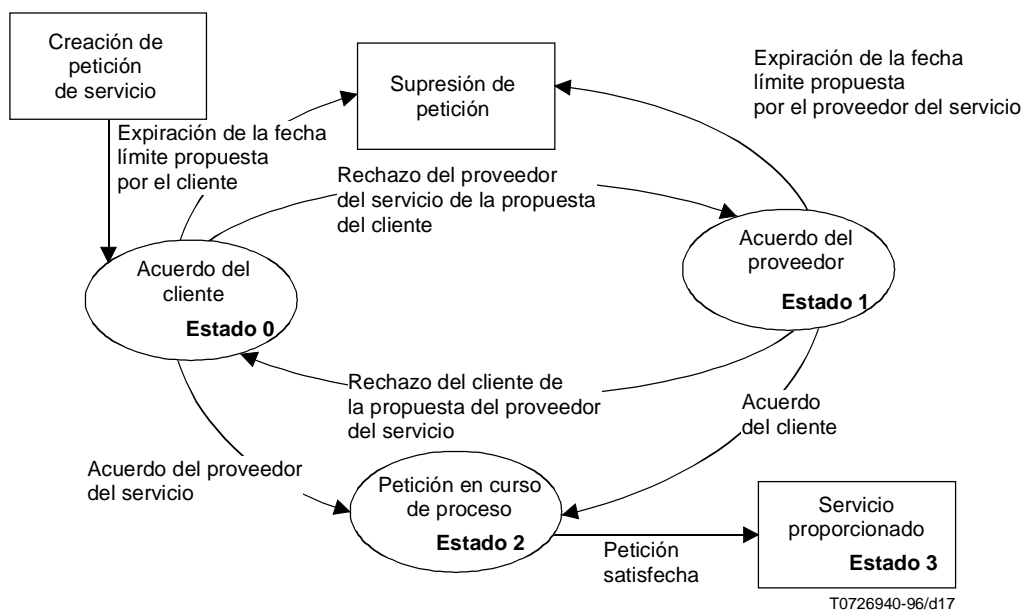 Creación de
petición
de servicio
Supresión de
petición
Expiración de la fecha
límite propuesta
por el proveedor del servicio
Expiración de la fecha
límite propuesta
por el cliente
Rechazo del proveedor
del servicio de la propuesta
del cliente
Acuerdo del
cliente
Estado 0
Acuerdo del
proveedor
Estado 1
Rechazo del cliente de
la propuesta del proveedor
del servicio
Acuerdo
del cliente
Acuerdo del proveedor
del servicio
Petición en curso
de proceso
Estado 2
Petición
satisfecha
Servicio
proporcionado
Estado 3
T0726940-96/d17